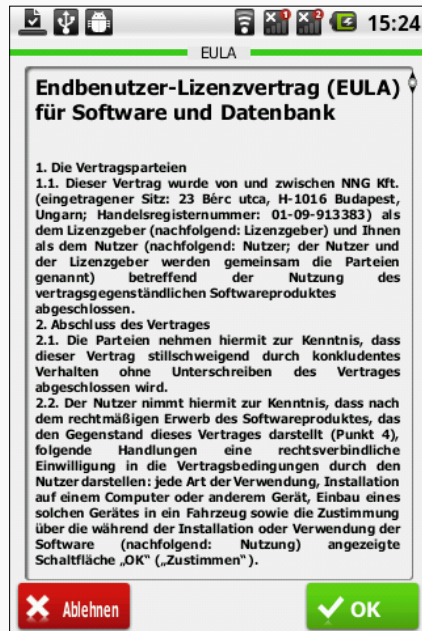 15:24
EULA
Endbenutzer-Lizenzvertrag (EULA)
für Software und Datenbank
1. Die Vertragsparteien
1.1. Dieser Vertrag wurde von und zwischen NNG Kft.
(eingetragener Sitz: 23 Bérc utca, H-1016 Budapest,
Ungarn; Handelsregisternummer: 01-09-913383) als
dem Lizenzgeber (nachfolgend: Lizenzgeber) und Ihnen
als dem Nutzer (nachfolgend: Nutzer; der Nutzer und
der Lizenzgeber werden gemeinsam die Parteien
genannt) betreffend der Nutzung des
vertragsgegenständlichen Softwareproduktes
abgeschlossen.
2. Abschluss des Vertrages
2.1. Die Parteien nehmen hiermit zur Kenntnis, dass
dieser Vertrag stillschweigend durch konkludentes
Verhalten ohne Unterschreiben des Vertrages
abgeschlossen wird.
2.2. Der Nutzer nimmt hiermit zur Kenntnis, dass nach
dem rechtmäßigen Erwerb des Softwareproduktes, das
den Gegenstand dieses Vertrages darstellt (Punkt 4),
folgende Handlungen eine rechtsverbindliche
Einwilligung in die Vertragsbedingungen durch den
Nutzer darstellen: jede Art der Verwendung, Installation
auf einem Computer oder anderem Gerät, Einbau eines
solchen Gerätes in ein Fahrzeug sowie die Zustimmung
über die während der Installation oder Verwendung der
Software (nachfolgend: Nutzung) angezeigte
Schaltfläche „OK“ („Zustimmen“).
Ablehnen
OK